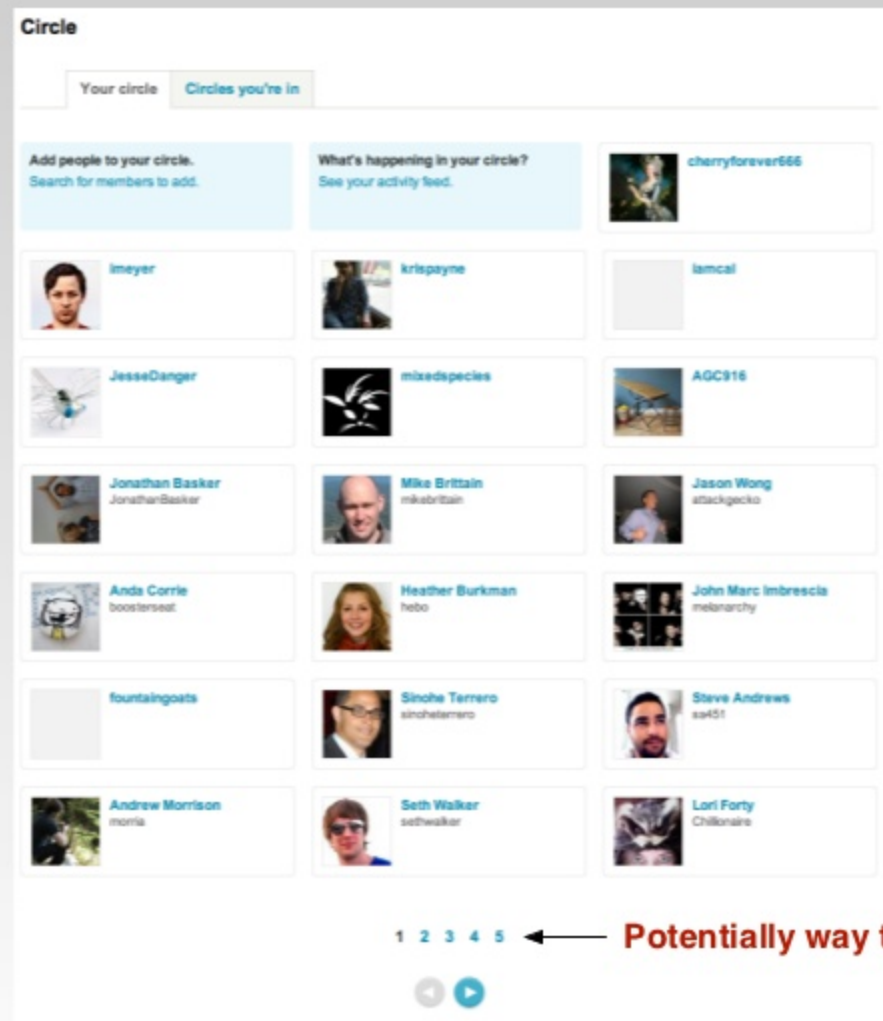 Circle
Your circle Circles you're in
Add people to your circle.
Search for members to add.
What's happening in your circle?
See your activity feed.
cherryforever666
lmeyer
krispayne
iamcal
JesseDanger
mixedspecies
AGC916
Jonathan Basker
JonathanBasker
Mike Brittain
mikebrittain
Jason Wong
attackgecko
Anda Corrie
boosterseat
Heather Burkman
hebo
John Marc Imbrescia
melanarchy
fountaingoats
Sinohe Terrero
sinoheterrero
Steve Andrews
sa451
Andrew Morrison
morria
Seth Walker
sethwalker
Lori Forty
Chillionaire
1 2 3 4 5
Potentially way